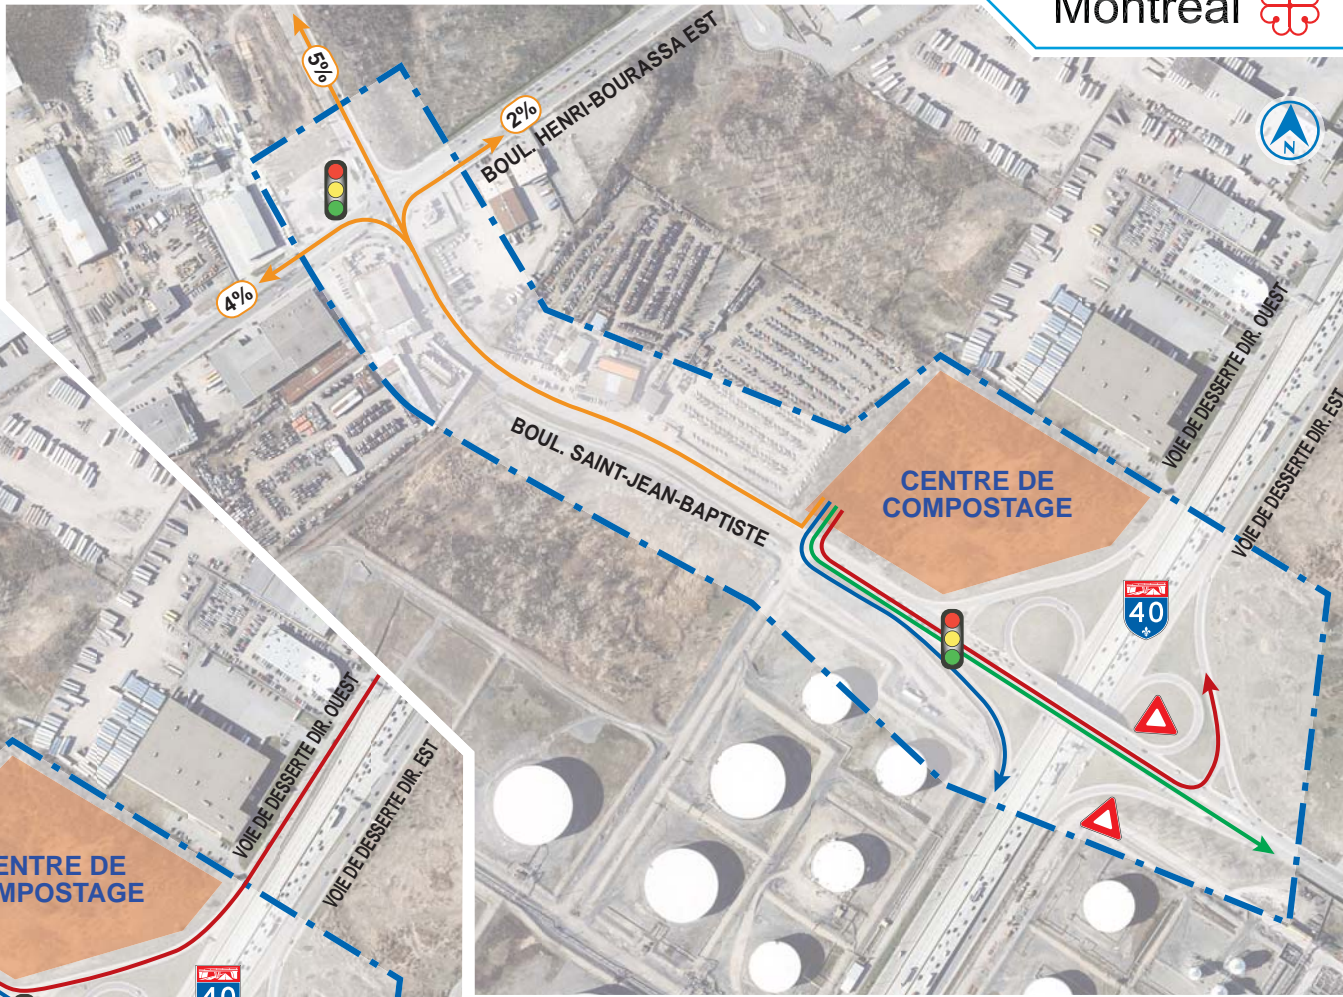 Montréal
5%
2%
BOUL. HENRI-BOURASSA EST
N
4%
VOIE DE DESSERTE DIR. OUEST
VOIE DE DESSERTE DIR. EST
BOUL. SAINT-JEAN-BAPTISTE
CENTRE DE
COMPOSTAGE
40
VOIE DE DESSERTE DIR. OUEST
VOIE DE DESSERTE DIR. EST
ENTRE DE
MPOSTAGE
40